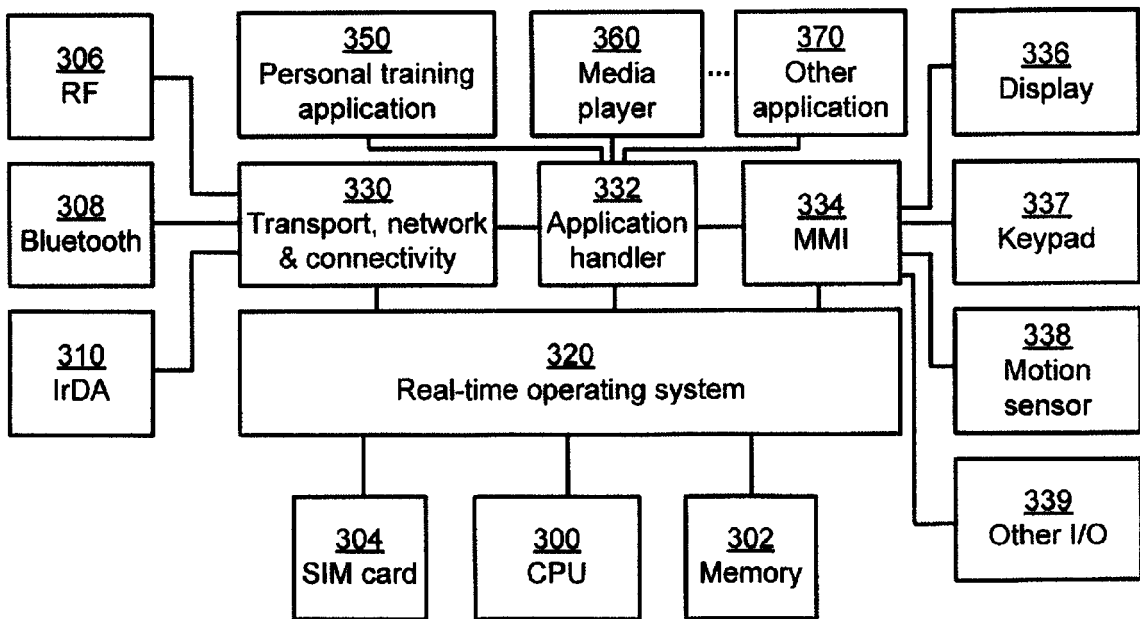 306
RF
350
Personal training
application
360
Media
player
...
370
Other
application
336
Display
308
Bluetooth
330
Transport, network
& connectivity
332
Application
handler
334
MMI
337
Keypad
310
IrDA
320
Real-time operating system
338
Motion
sensor
304
SIM card
300
CPU
302
Memory
339
Other I/O